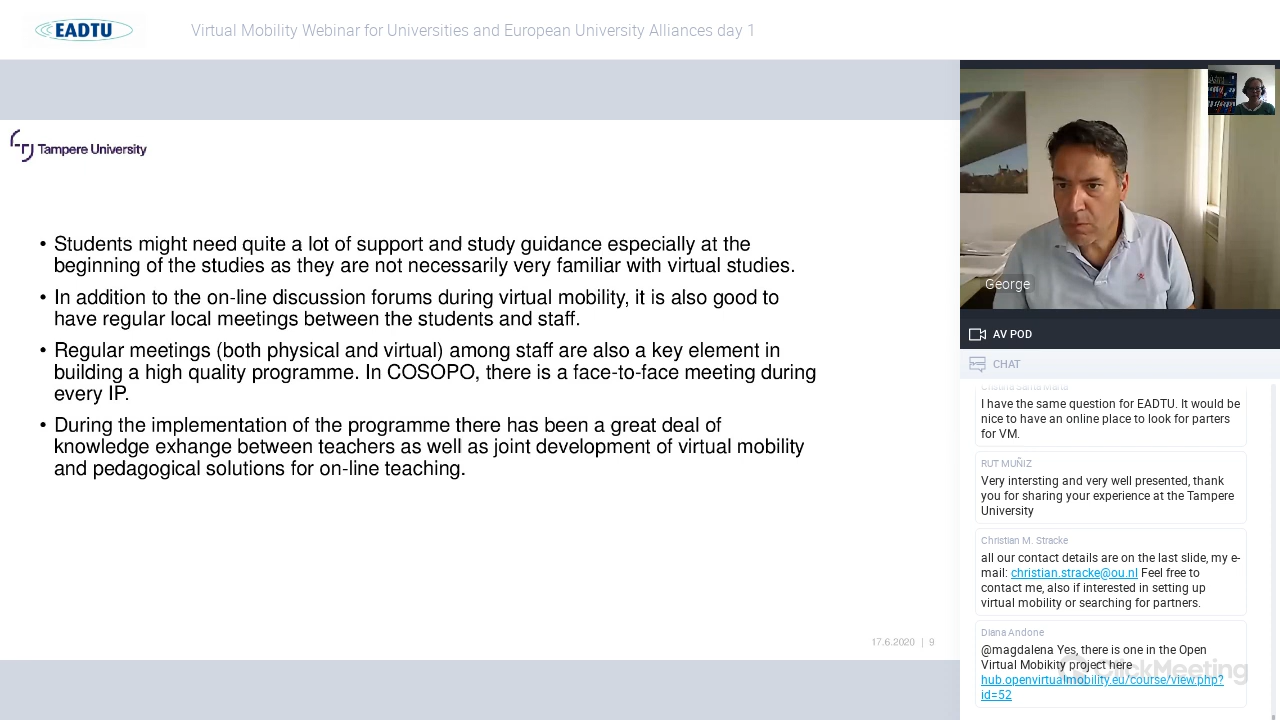 EADTU
Virtual Mobility Webinar for Universities and European University Alliances day 1
Tampere University
• Students might need quite a lot of support and study guidance especially at the
beginning of the studies as they are not necessarily very familiar with virtual studies.
• In addition to the on-line discussion forums during virtual mobility, it is also good to
have regular local meetings between the students and staff.
• Regular meetings (both physical and virtual) among staff are also a key element in
building a high quality programme. In COSOPO, there is a face-to-face meeting during
every IP.
• During the implementation of the programme there has been a great deal of
knowledge exhange between teachers as well as joint development of virtual mobility
and pedagogical solutions for on-line teaching.
17.6.2020 | 9
George
AV POD
CHAT
I have the same question for EADTU. It would be
nice to have an online place to look for parters
for VM.
RUT MUÑIZ
Very intersting and very well presented, thank
you for sharing your experience at the Tampere
University
Christian M. Stracke
all our contact details are on the last slide, my e-
mail: christian.stracke@ou.nl Feel free to
contact me, also if interested in setting up
virtual mobility or searching for partners.
Diana Andone
@magdalena Yes, there is one in the Open
Virtual Mobikity project here
hub.openvirtualmobility.eu/course/view.php?
id=52
ClickMeeting